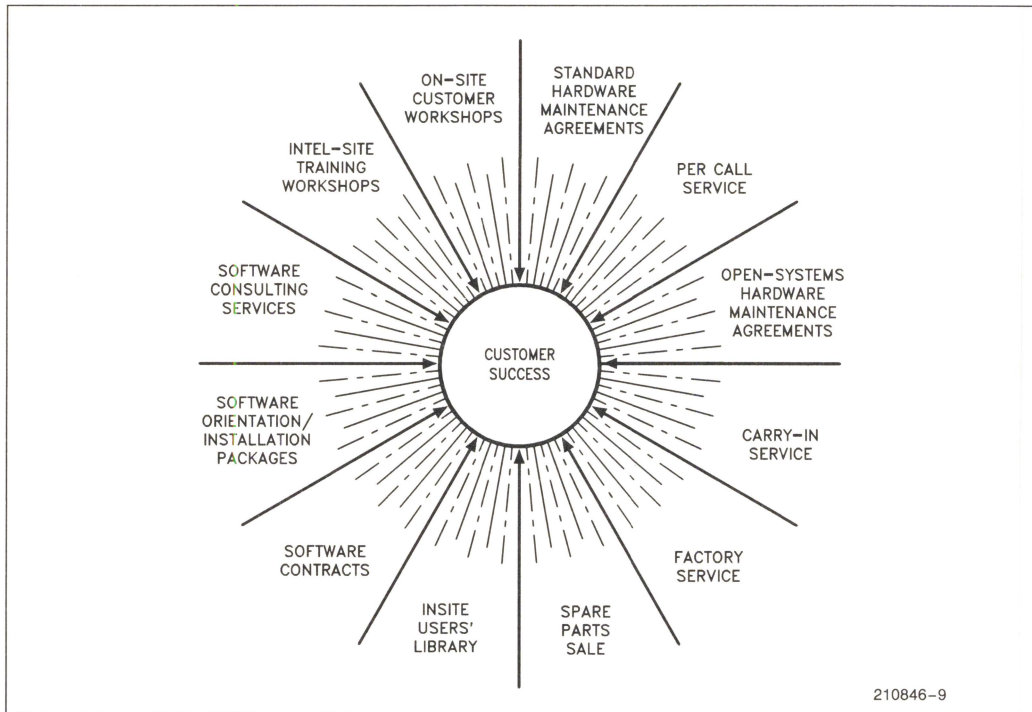 ON-SITE
CUSTOMER
WORKSHOPS
STANDARD
HARDWARE
MAINTENANCE
AGREEMENTS
INTEL-SITE
TRAINING
WORKSHOPS
PER CALL
SERVICE
SOFTWARE
CONSULTING
SERVICES
OPEN-SYSTEMS
HARDWARE
MAINTENANCE
AGREEMENTS
CUSTOMER
SUCCESS
SOFTWARE
ORIENTATION/
INSTALLATION
PACKAGES
CARRY-IN
SERVICE
SOFTWARE
CONTRACTS
FACTORY
SERVICE
INSITE
USERS'
LIBRARY
SPARE
PARTS
SALE
210846-9